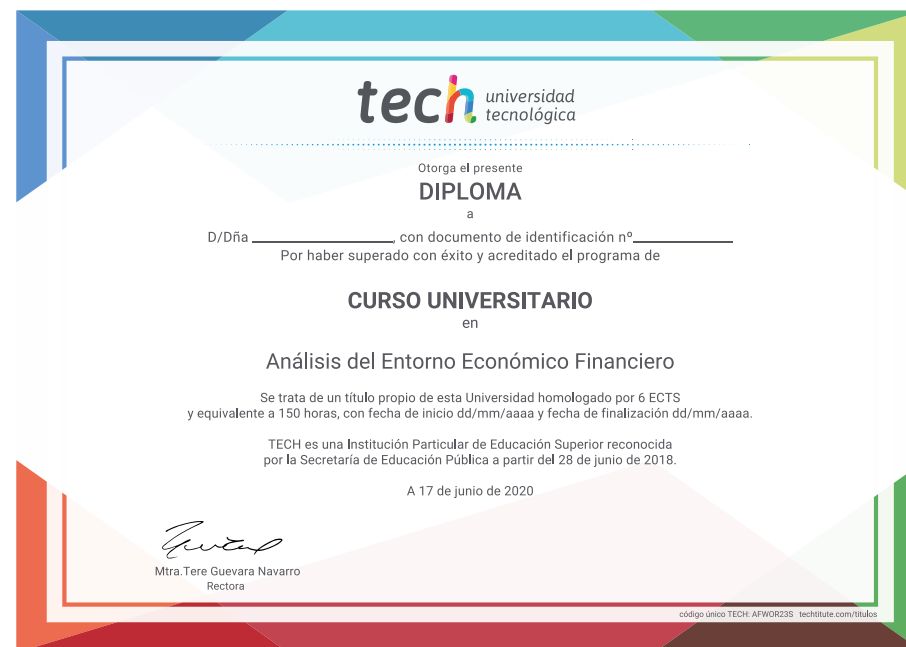 tech universidad
tecnológica
Otorga el presente
DIPLOMA
a
D/Dña ____________________, con documento de identificación nº______________
Por haber superado con éxito y acreditado el programa de
CURSO UNIVERSITARIO
en
Análisis del Entorno Económico Financiero
Se trata de un título propio de esta Universidad homologado por 6 ECTS
y equivalente a 150 horas, con fecha de inicio dd/mm/aaaa y fecha de finalización dd/mm/aaaa.
TECH es una Institución Particular de Educación Superior reconocida
por la Secretaría de Educación Pública a partir del 28 de junio de 2018.
A 17 de junio de 2020
Mtra.Tere Guevara Navarro
Rectora
código único TECH: AFWOR23S techtitute.com/titulos